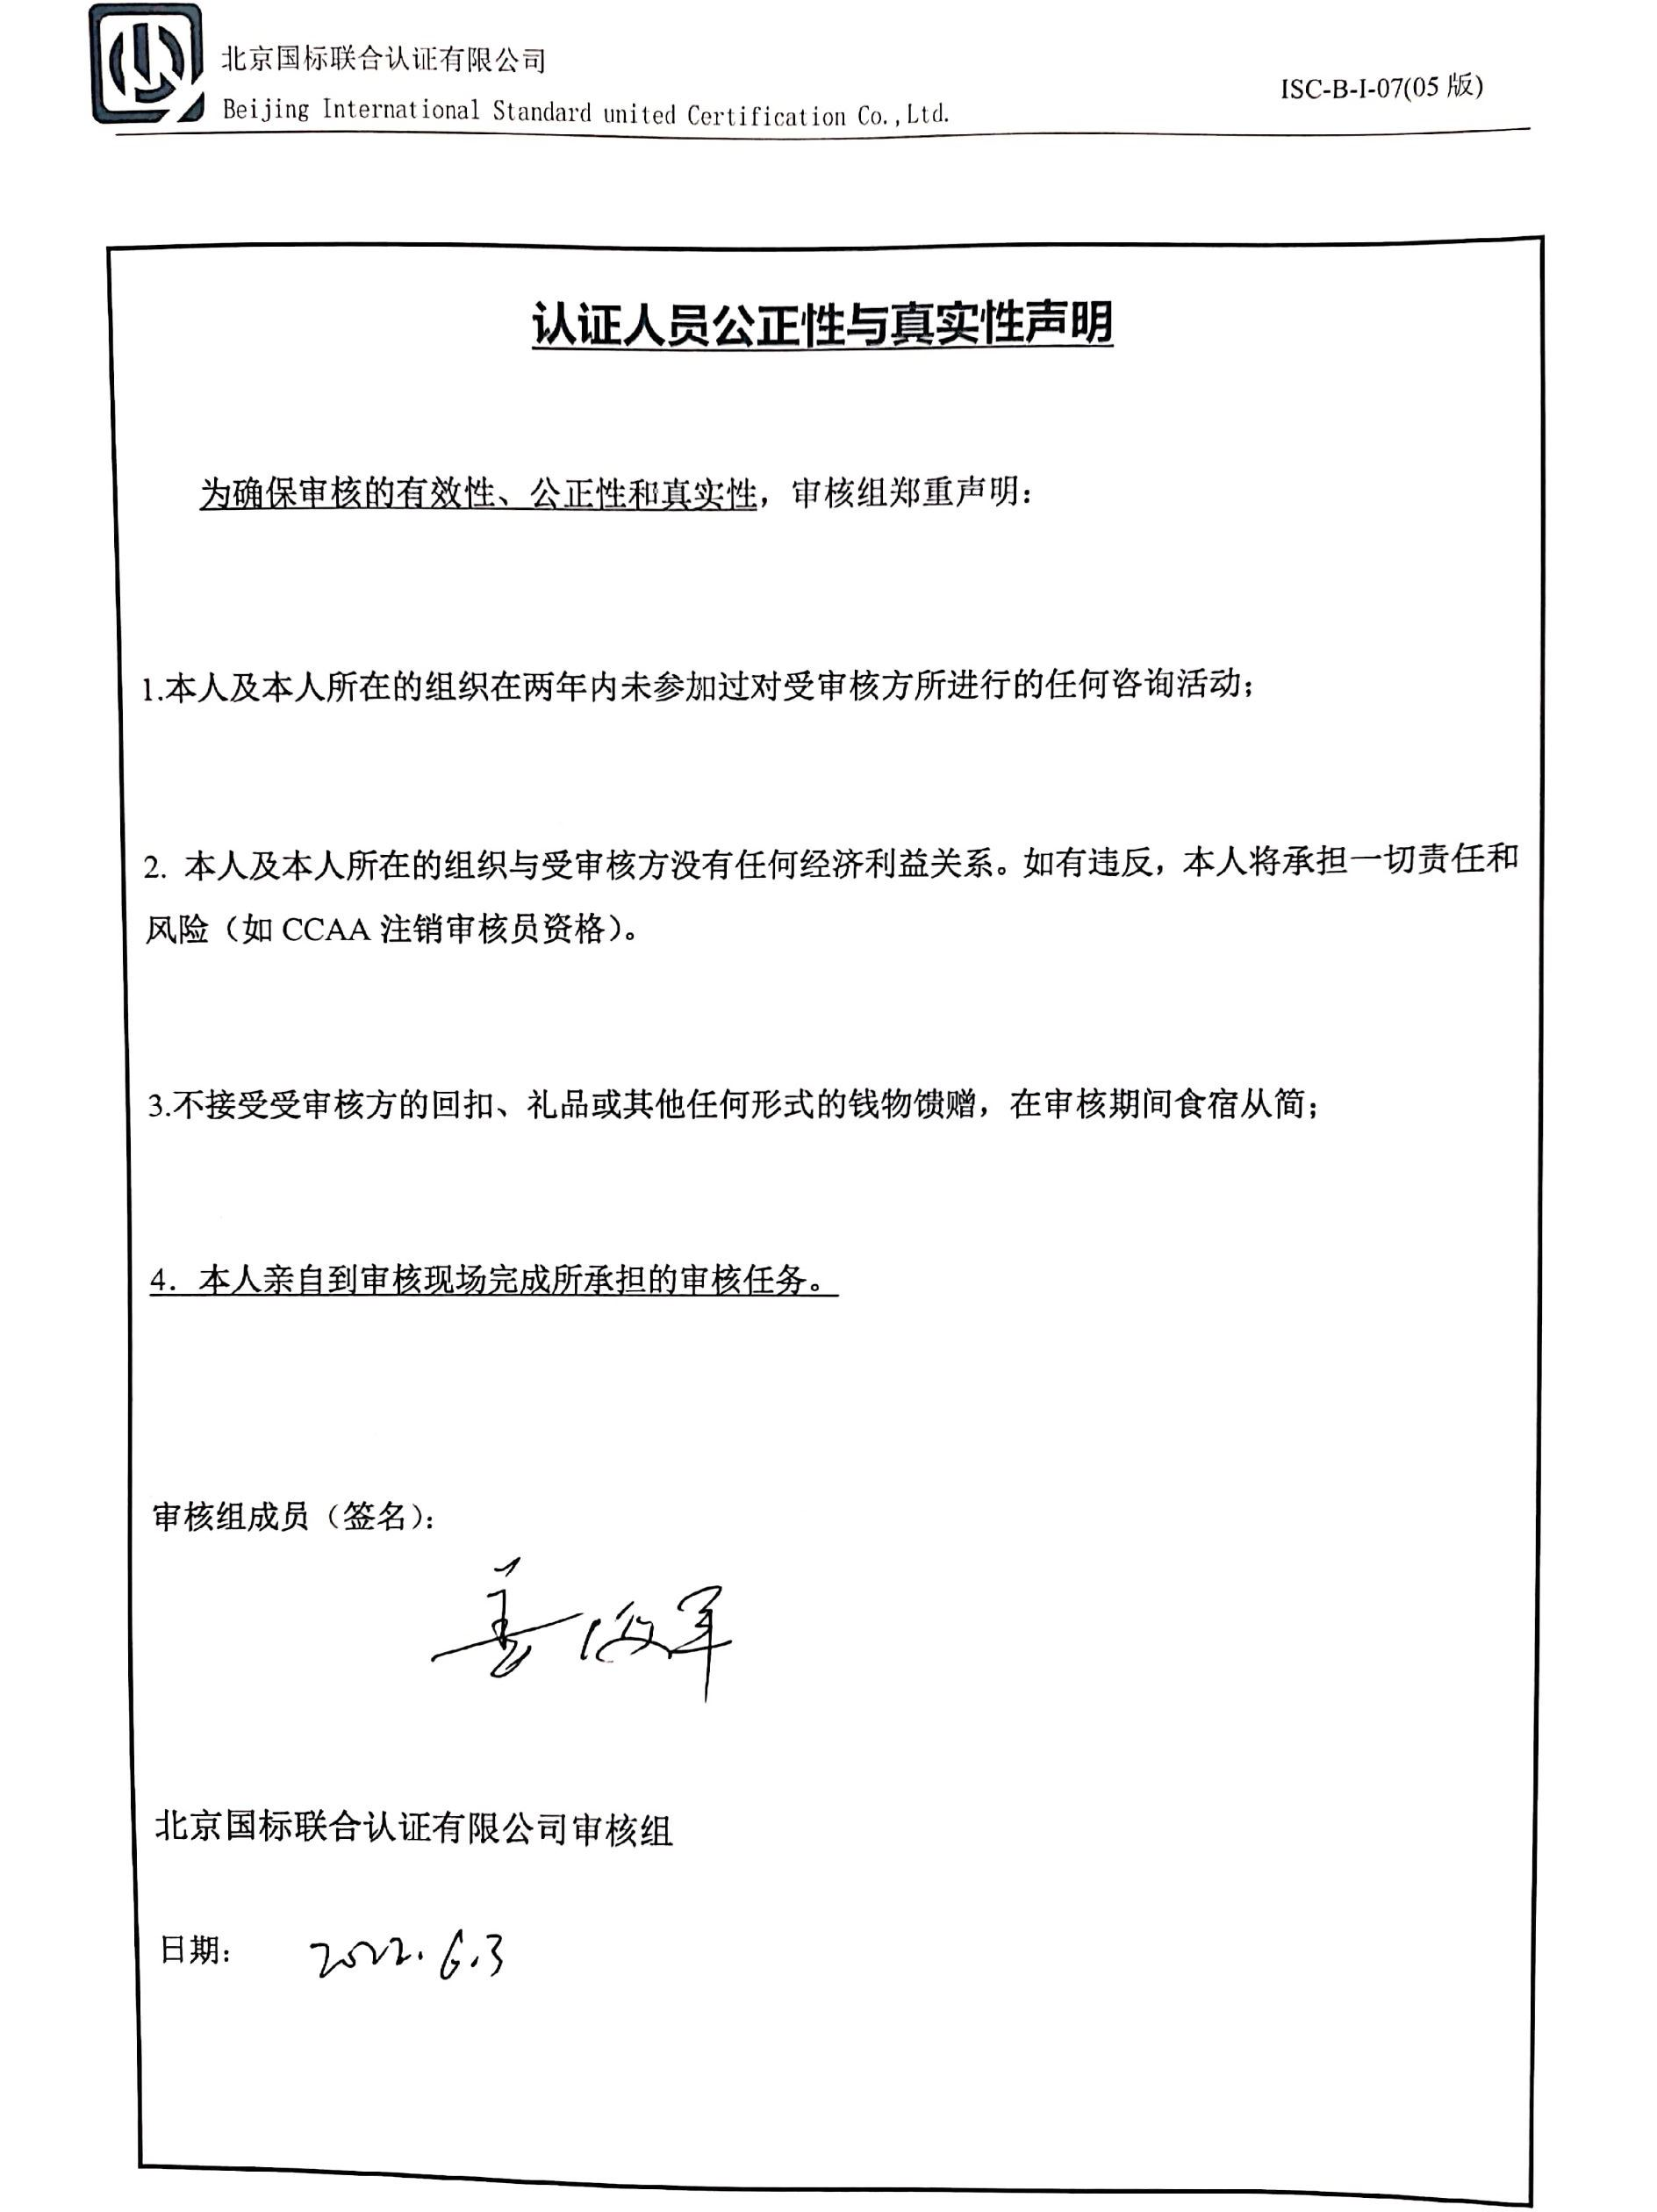 北京国标联合认证有限公司
Beijing International Standard united Certification Co.,Ltd.
ISC-B-I-07(05 版)
认证人员公正性与真实性声明
为确保审核的有效性、公正性和真实性，审核组郑重声明：
1.本人及本人所在的组织在两年内未参加过对受审核方所进行的任何咨询活动；
2. 本人及本人所在的组织与受审核方没有任何经济利益关系。如有违反，本人将承担一切责任和
风险（如 CCAA 注销审核员资格）。
3.不接受受审核方的回扣、礼品或其他任何形式的钱物馈赠，在审核期间食宿从简；
4. 本人亲自到审核现场完成所承担的审核任务。
审核组成员（签名）：
北京国标联合认证有限公司审核组
日期： 2022.6.3